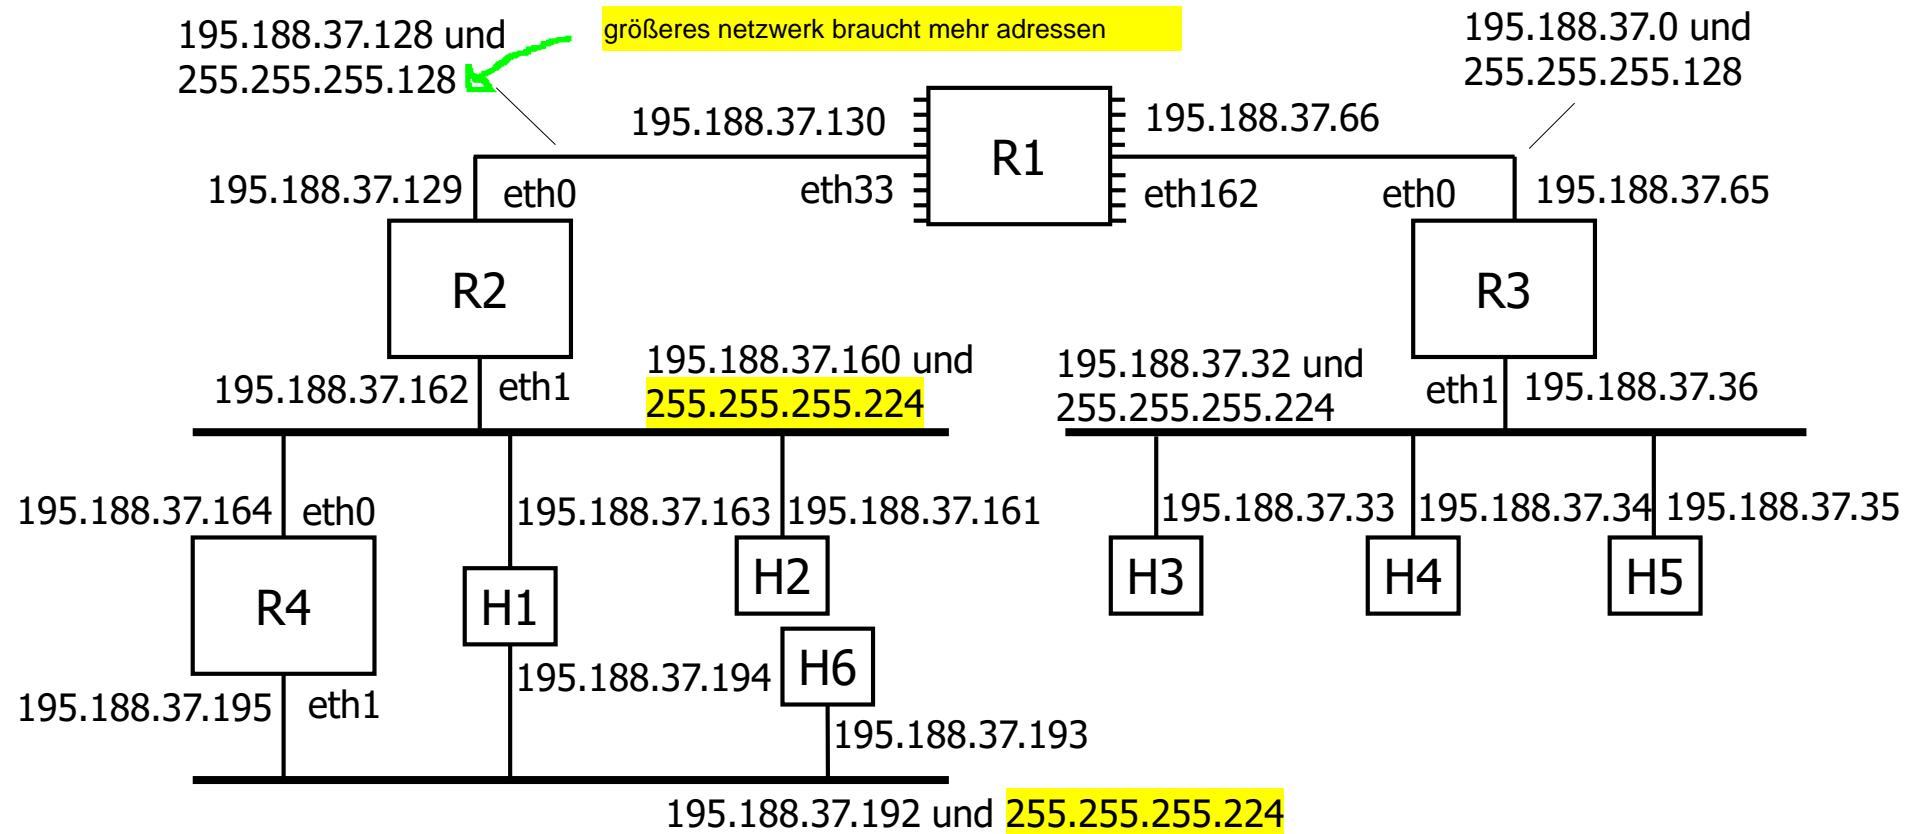 195.188.37.128 und
255.255.255.128
größeres netzwerk braucht mehr adressen
195.188.37.0 und
255.255.255.128
195.188.37.130
R1
195.188.37.66
195.188.37.129
eth0
eth33
eth162
eth0
195.188.37.65
R2
R3
195.188.37.162
eth1
195.188.37.160 und
255.255.255.224
195.188.37.32 und
255.255.255.224
eth1
195.188.37.36
195.188.37.164
eth0
195.188.37.163
195.188.37.161
195.188.37.33
195.188.37.34
195.188.37.35
R4
H1
H2
H3
H4
H5
195.188.37.195
eth1
195.188.37.194
H6
195.188.37.193
195.188.37.192 und 255.255.255.224